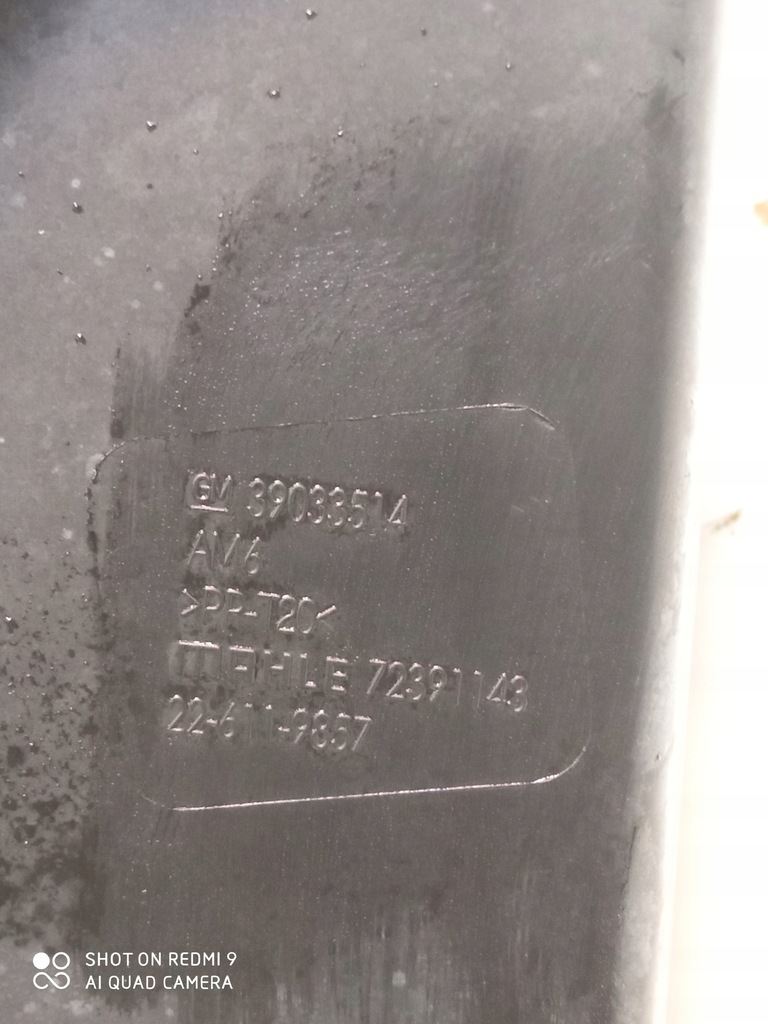 GM 39033514
AM6
>PP-T20<
MAHLE 72391143
22-611-9857
SHOT ON REDMI 9
AI QUAD CAMERA